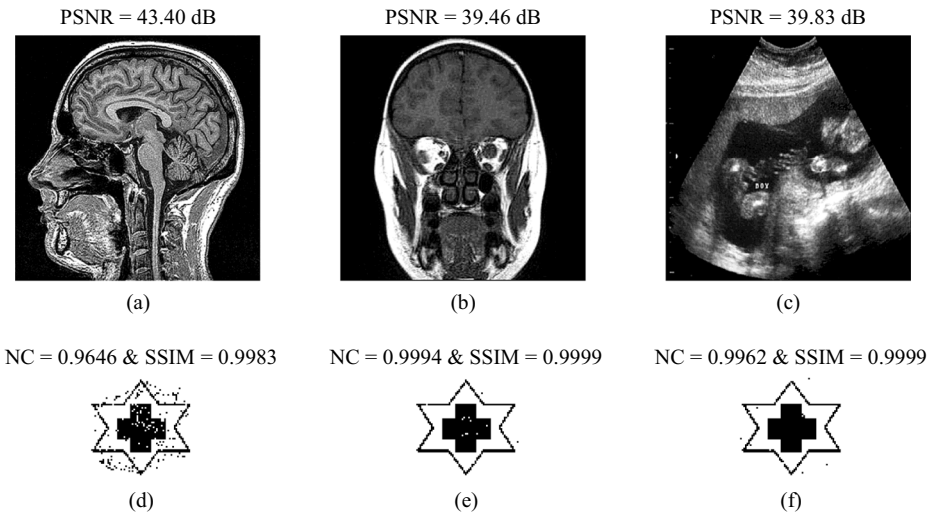 PSNR = 43.40 dB
PSNR = 39.46 dB
PSNR = 39.83 dB
BOY
(a)
(b)
(c)
NC = 0.9646 & SSIM = 0.9983
NC = 0.9994 & SSIM = 0.9999
NC = 0.9962 & SSIM = 0.9999
(d)
(e)
(f)